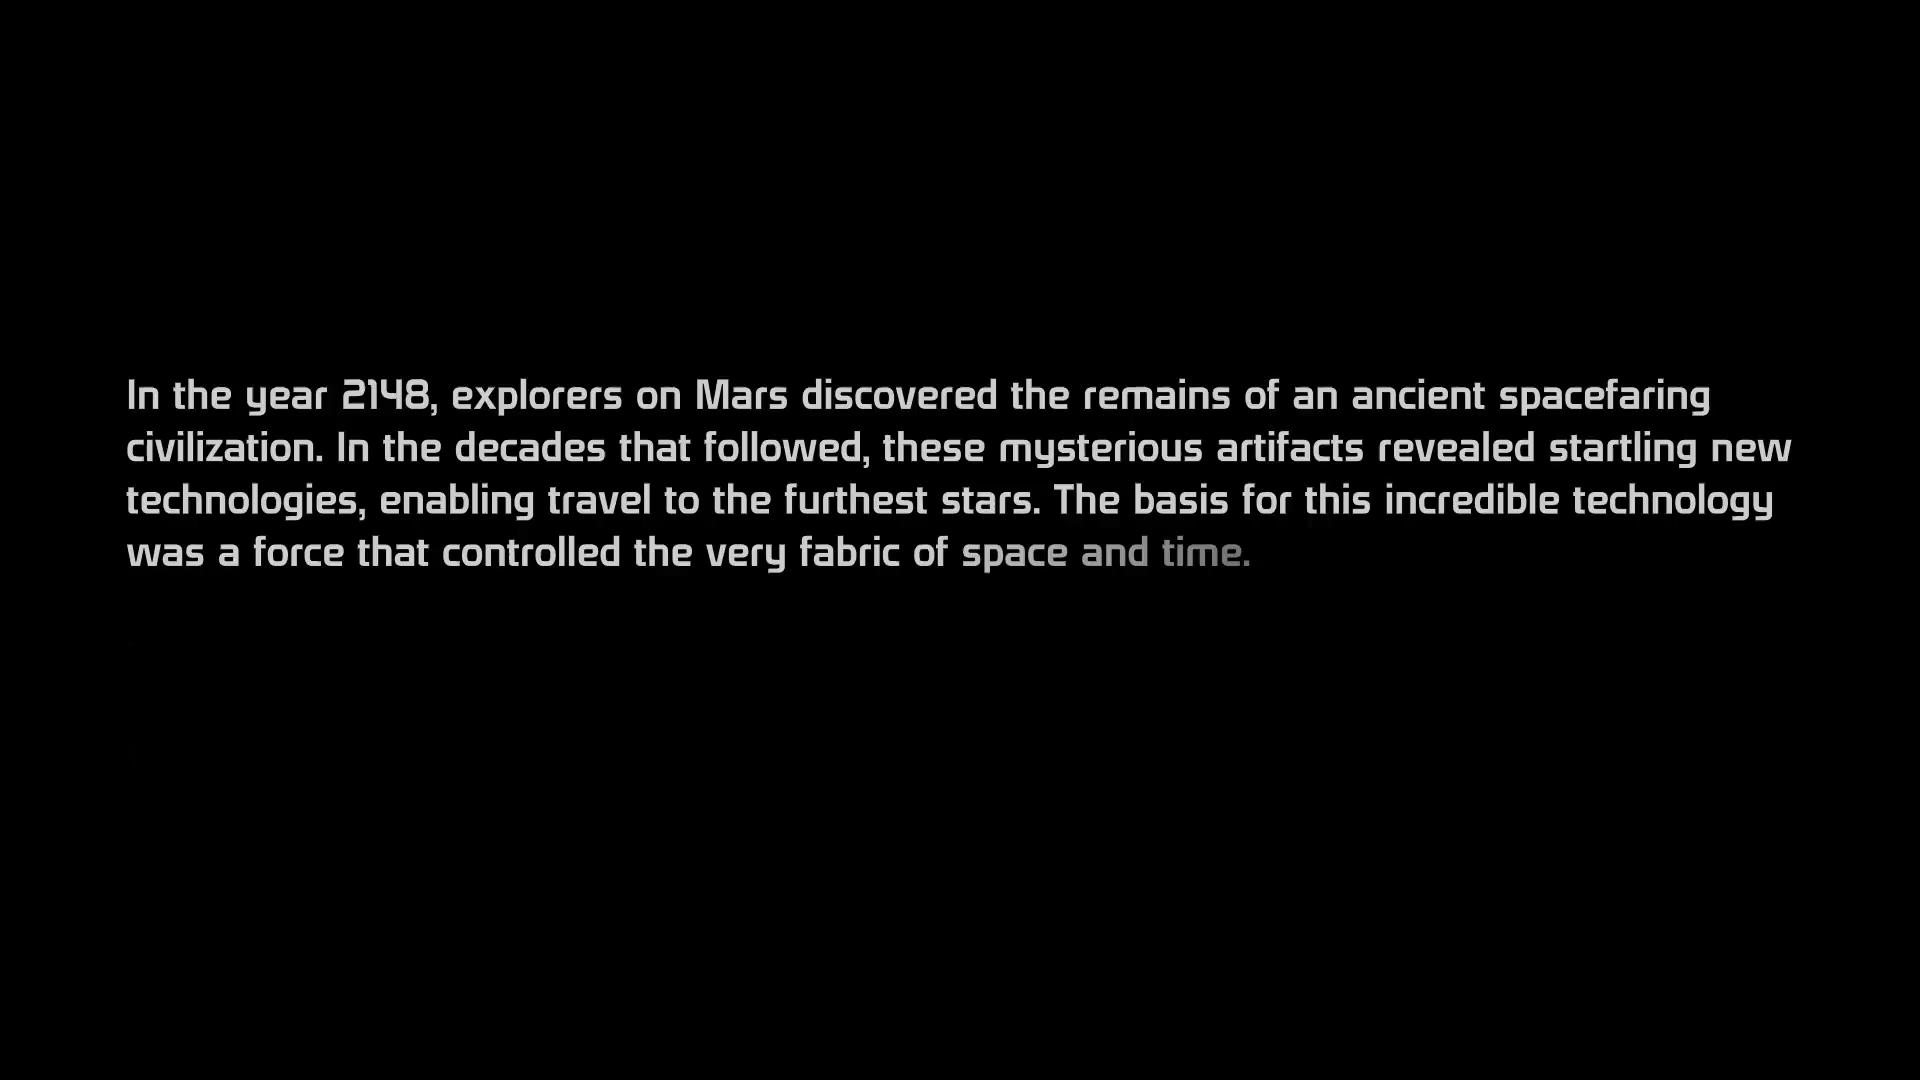 In the year 2148, explorers on Mars discovered the remains of an ancient spacefaring
civilization. In the decades that followed, these mysterious artifacts revealed startling new
technologies, enabling travel to the furthest stars. The basis for this incredible technology
was a force that controlled the very fabric of space and time.